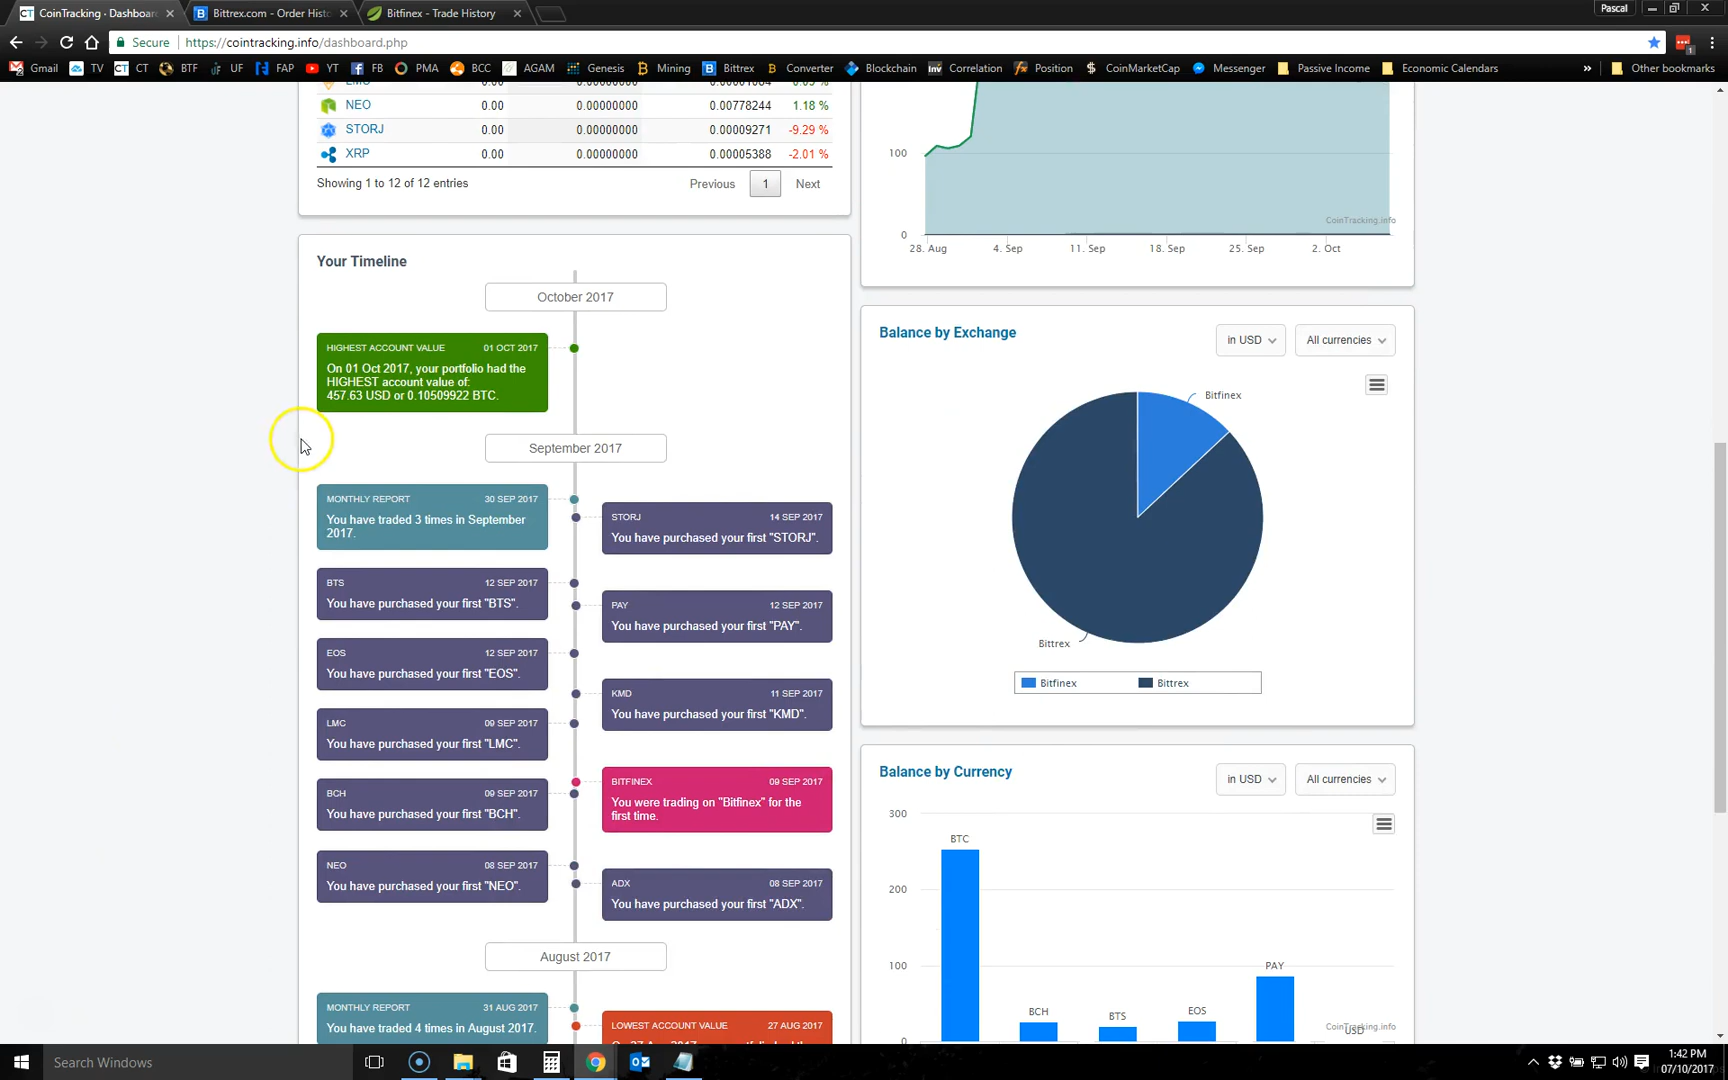 CoinTracking · Dashboar
Bittrex.com - Order Hist
Bitfinex - Trade History
Pascal
Secure
https://cointracking.info/dashboard.php
Gmail
TV
CT
BTF
UF
FAP
YT
FB
PMA
BCC
AGAM
Genesis
Mining
Bittrex
Converter
Blockchain
Correlation
Position
CoinMarketCap
Messenger
Passive Income
Economic Calendars
»
Other bookmarks
NEO 0.00 0.00000000 0.00778244 1.18 %
STORJ 0.00 0.00000000 0.00009271 -9.29 %
XRP 0.00 0.00000000 0.00005388 -2.01 %
Showing 1 to 12 of 12 entries
Previous 1 Next
Your Timeline
October 2017
HIGHEST ACCOUNT VALUE 01 OCT 2017
On 01 Oct 2017, your portfolio had the
HIGHEST account value of:
457.63 USD or 0.10509922 BTC.
September 2017
MONTHLY REPORT 30 SEP 2017
You have traded 3 times in September
2017.
STORJ 14 SEP 2017
You have purchased your first "STORJ".
BTS 12 SEP 2017
You have purchased your first "BTS".
PAY 12 SEP 2017
You have purchased your first "PAY".
EOS 12 SEP 2017
You have purchased your first "EOS".
KMD 11 SEP 2017
You have purchased your first "KMD".
LMC 09 SEP 2017
You have purchased your first "LMC".
BITFINEX 09 SEP 2017
You were trading on "Bitfinex" for the
first time.
BCH 09 SEP 2017
You have purchased your first "BCH".
NEO 08 SEP 2017
You have purchased your first "NEO".
ADX 08 SEP 2017
You have purchased your first "ADX".
August 2017
MONTHLY REPORT 31 AUG 2017
You have traded 4 times in August 2017.
LOWEST ACCOUNT VALUE 27 AUG 2017
100
0
CoinTracking.info
28. Aug 4. Sep 11. Sep 18. Sep 25. Sep 2. Oct
Balance by Exchange
in USD
All currencies
Bitfinex
Bittrex
Bitfinex Bittrex
Balance by Currency
in USD
All currencies
300
BTC
200
100
PAY
BCH
BTS
EOS
CoinTracking.info
USD
0
Search Windows
1:42 PM
07/10/2017